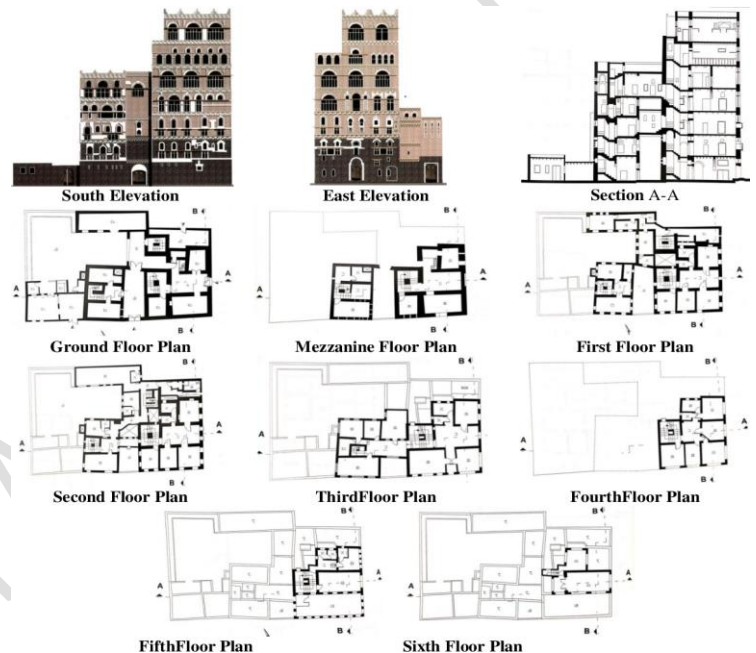 South Elevation
East Elevation
Section A-A
B
A
A
B
Ground Floor Plan
B
A
A
B
Mezzanine Floor Plan
B
A
A
B
First Floor Plan
B
A
A
B
Second Floor Plan
B
A
A
B
ThirdFloor Plan
B
A
A
B
FourthFloor Plan
B
A
A
B
FifthFloor Plan
B
A
A
B
Sixth Floor Plan